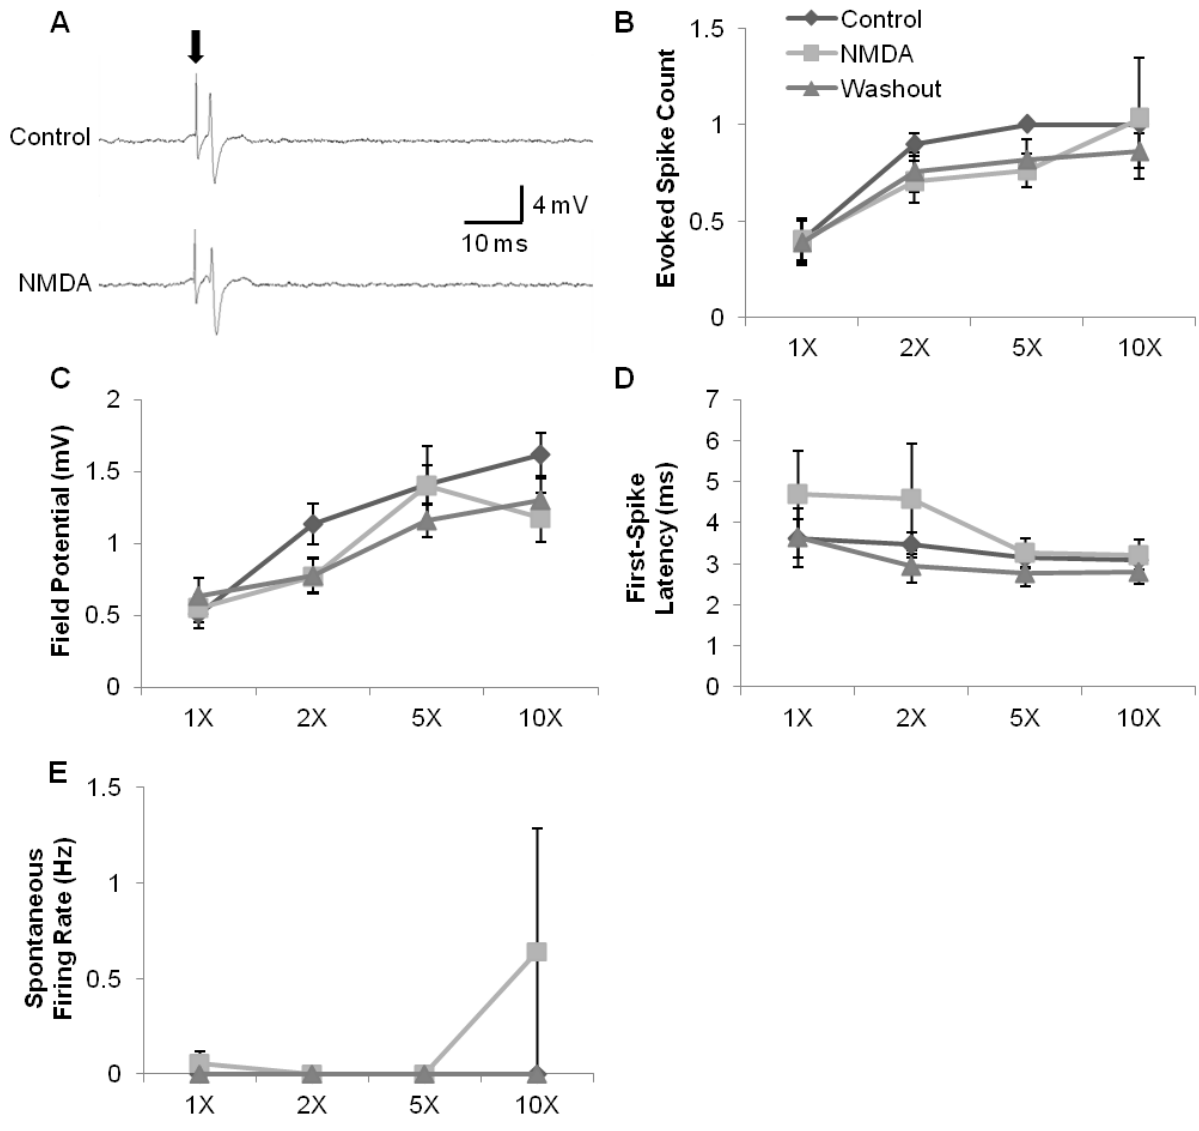 A
Control
NMDA
4 mV
10 ms
B
Control
NMDA
Washout
Evoked Spike Count
1.5
1
0.5
0
1X 2X 5X 10X
C
Field Potential (mV)
2
1.5
1
0.5
0
1X 2X 5X 10X
D
First-Spike
Latency (ms)
7
6
5
4
3
2
1
0
1X 2X 5X 10X
E
Spontaneous
Firing Rate (Hz)
1.5
1
0.5
0
1X 2X 5X 10X